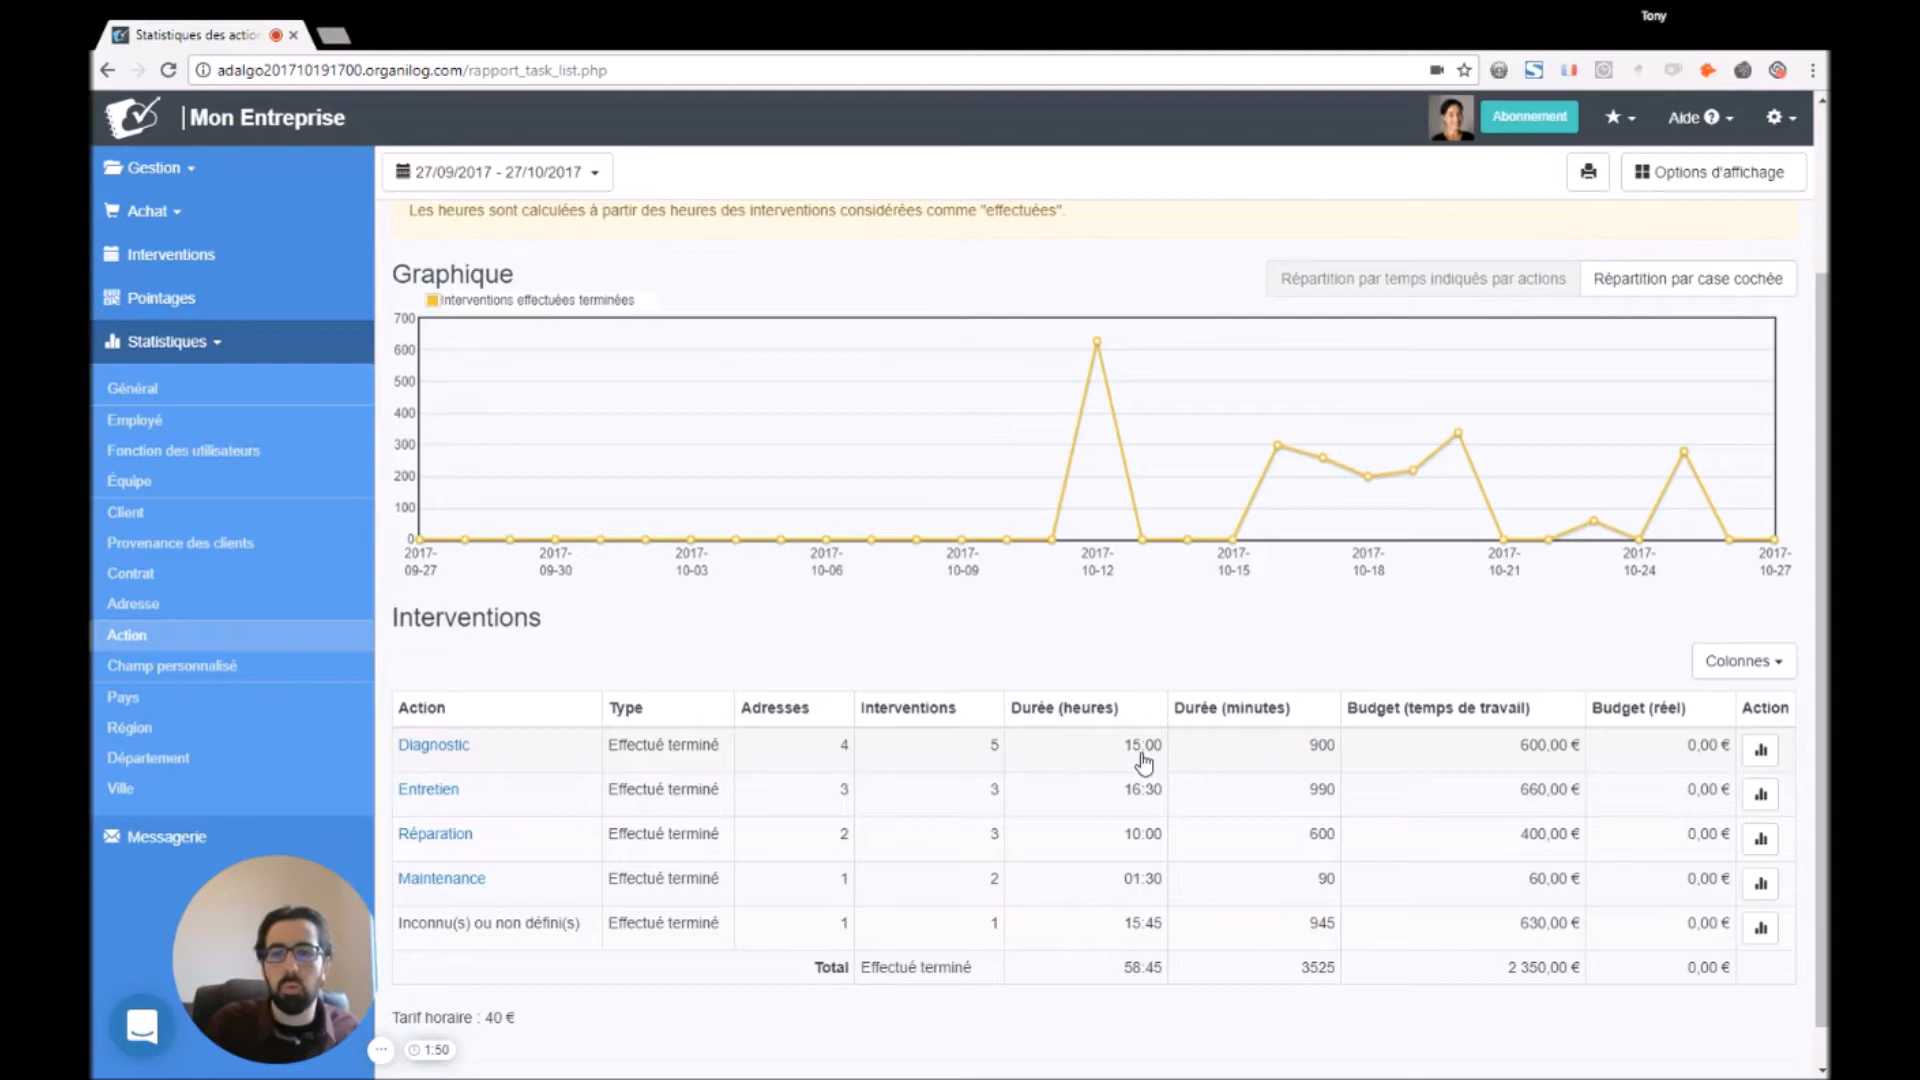 Tony
Statistiques des action
adalgo201710191700.organilog.com/rapport_task_list.php
| Mon Entreprise
Abonnement
Aide
Gestion
Achat
Interventions
Pointages
Statistiques
Général
Employé
Fonction des utilisateurs
Équipe
Client
Provenance des clients
Contrat
Adresse
Action
Champ personnalisé
Pays
Région
Département
Ville
Messagerie
27/09/2017 - 27/10/2017
Options d'affichage
Les heures sont calculées à partir des heures des interventions considérées comme "effectuées".
Graphique
Répartition par temps indiqués par actions
Répartition par case cochée
Interventions effectuées terminées
700
600
500
400
300
200
100
0
2017-09-27
2017-09-30
2017-10-03
2017-10-06
2017-10-09
2017-10-12
2017-10-15
2017-10-18
2017-10-21
2017-10-24
2017-10-27
Interventions
Colonnes
Action Type Adresses Interventions Durée (heures) Durée (minutes) Budget (temps de travail) Budget (réel) Action
Diagnostic Effectué terminé 4 5 15:00 900 600,00 € 0,00 €
Entretien Effectué terminé 3 3 16:30 990 660,00 € 0,00 €
Réparation Effectué terminé 2 3 10:00 600 400,00 € 0,00 €
Maintenance Effectué terminé 1 2 01:30 90 60,00 € 0,00 €
Inconnu(s) ou non défini(s) Effectué terminé 1 1 15:45 945 630,00 € 0,00 €
Total Effectué terminé 58:45 3525 2 350,00 € 0,00 €
Tarif horaire : 40 €
1:50